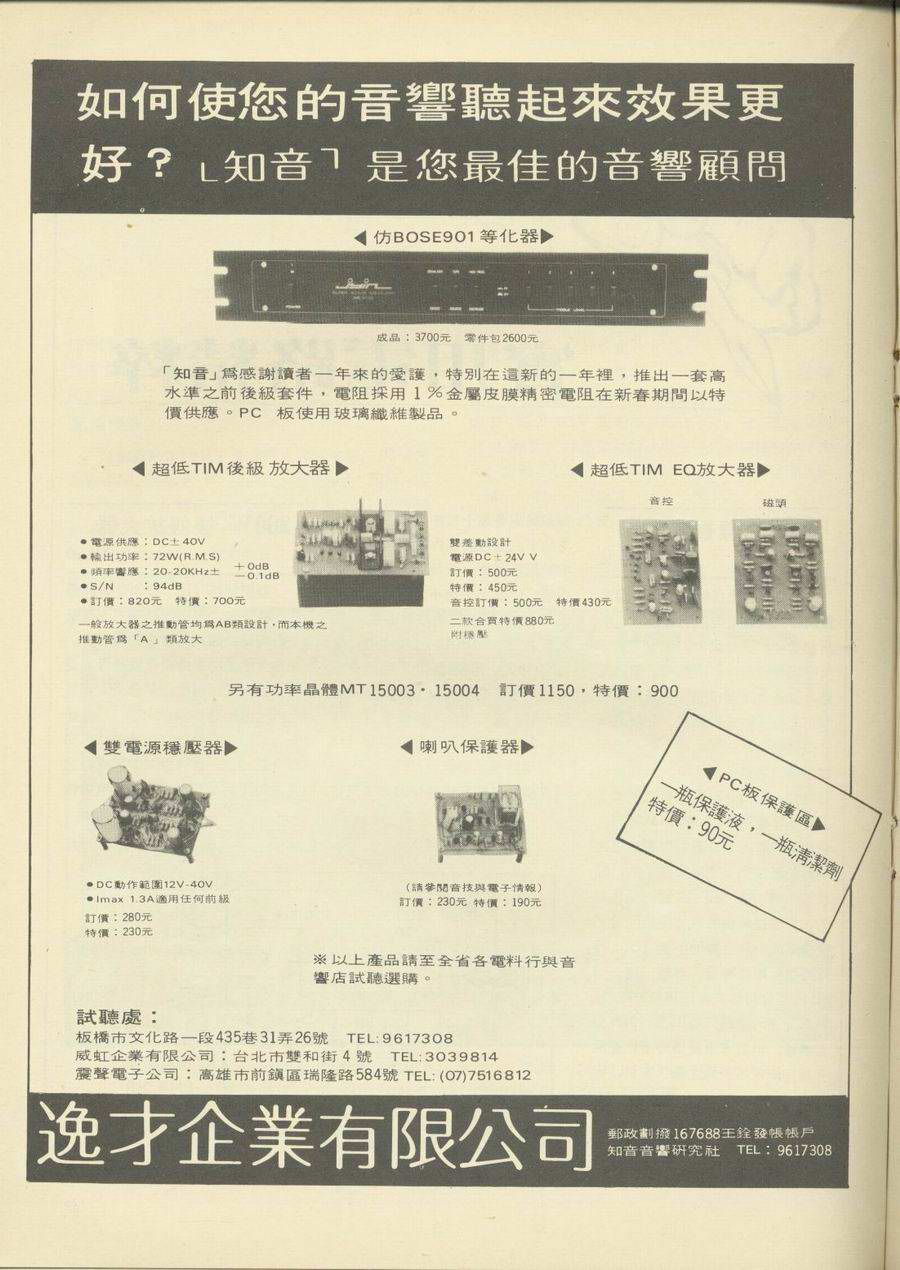 如何使您的音響聽起來效果更
好？「知音」是您最佳的音響顧問
◀仿BOSE901等化器▶
成品：3700元　零件包2600元
「知音」為感謝讀者一年來的愛護，特別在這新的一年裡，推出一套高
水準之前後級套件，電阻採用1％金屬皮膜精密電阻在新春期間以特
價供應。PC 板使用玻璃纖維製品。
◀超低TIM後級放大器▶
●電源供應：DC±40V
●輸出功率：72W(R.M.S)
●頻率響應：20-20KHz± +0dB
－0.1dB
●S/N　：94dB
●訂價：820元　特價：700元
一般放大器之推動管均為AB類設計，而本機之
推動管為「A」類放大
◀超低TIM EQ放大器▶
音控
磁頭
雙差動設計
電源DC±24V V
訂價：500元
特價：450元
音控訂價：500元　特價430元
二款合買特價880元
附穩壓
另有功率晶體MT15003・15004　訂價1150，特價：900
◀雙電源穩壓器▶
●DC動作範圍12V-40V
●Imax 1.3A適用任何前級
訂價：280元
特價：230元
◀喇叭保護器▶
(請參閱音技與電子情報)
訂價：230元 特價：190元
◀PC板保護區▶
一瓶保護液，一瓶清潔劑
特價：90元
※以上產品請至全省各電料行與音
響店試聽選購。
試聽處：
板橋市文化路一段435巷31弄26號　TEL:9617308
威虹企業有限公司：台北市雙和街4號　TEL:3039814
震聲電子公司：高雄市前鎮區瑞隆路584號 TEL:(07)7516812
逸才企業有限公司
郵政劃撥167688王銓發帳帳戶
知音音響研究社　TEL：9617308